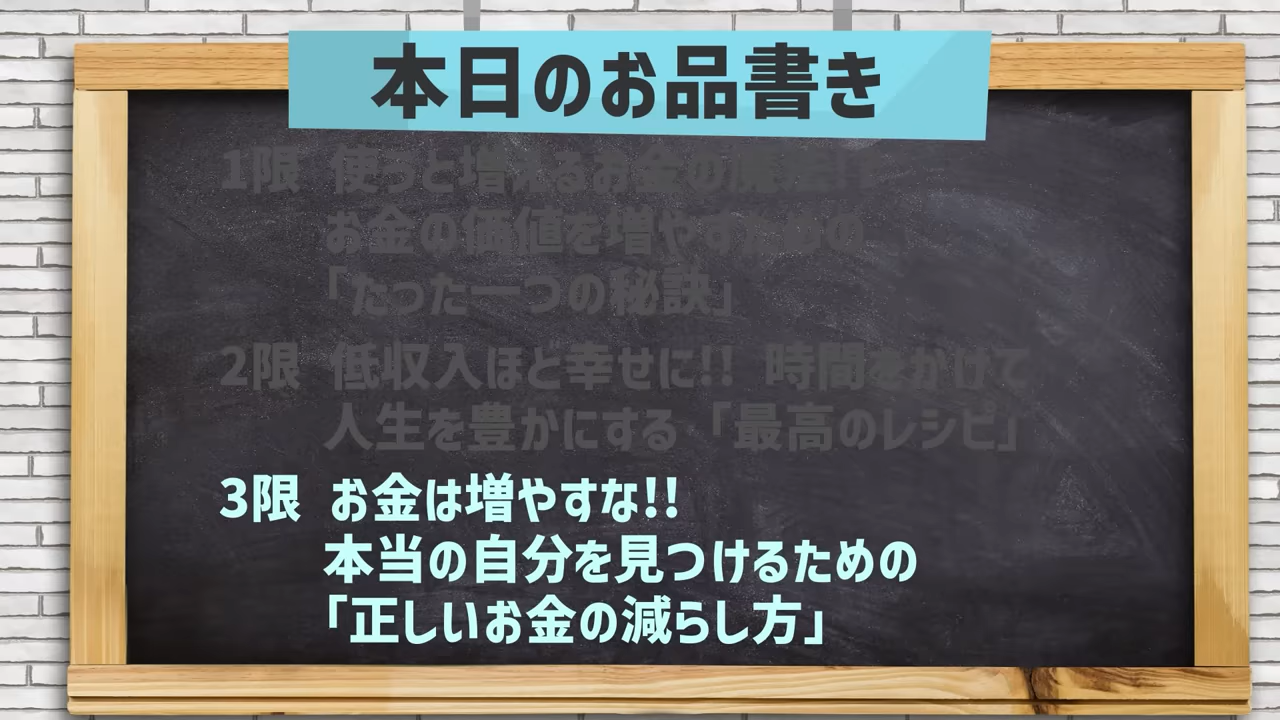 本日のお品書き
1限 使うと増えるお金の魔法!?
お金の価値を増やすための
「たった一つの秘訣」
2限 低収入ほど幸せに!! 時間をかけて
人生を豊かにする「最高のレシピ」
3限 お金は増やすな!!
本当の自分を見つけるための
「正しいお金の減らし方」